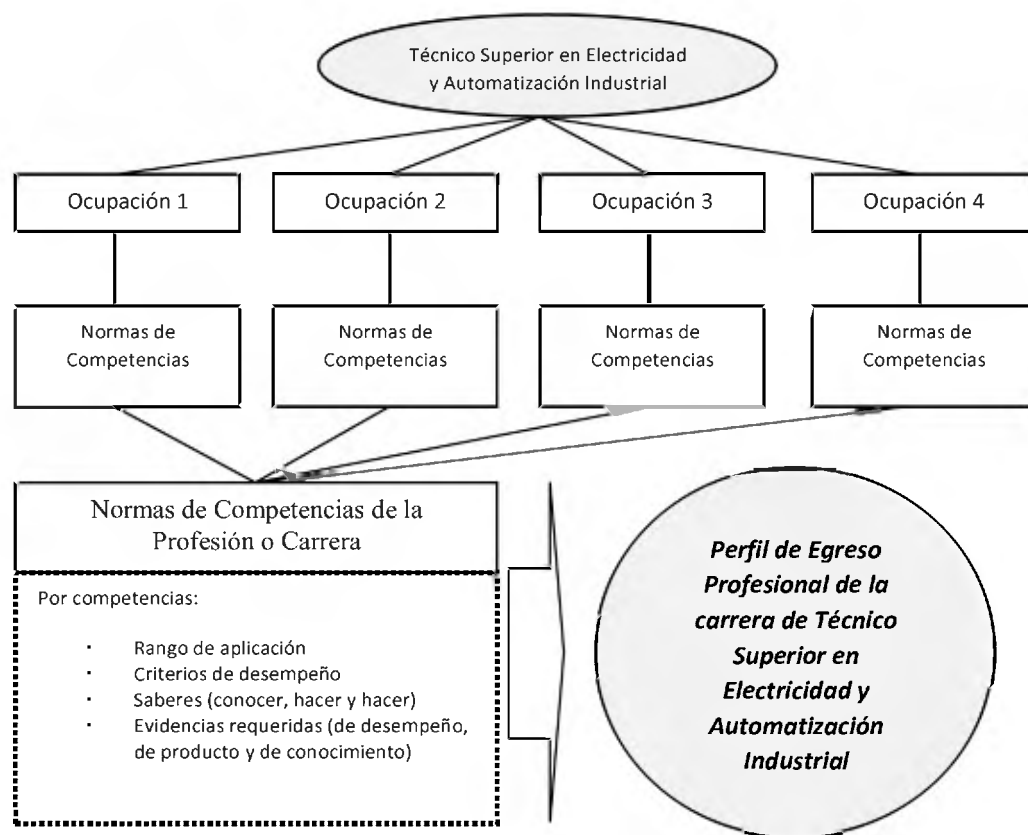 Técnico Superior en Electricidad
y Automatización Industrial
Ocupación 1
Ocupación 2
Ocupación 3
Ocupación 4
Normas de
Competencias
Normas de
Competencias
Normas de
Competencias
Normas de
Competencias
Normas de Competencias de la
Profesión o Carrera
Por competencias:
· Rango de aplicación
· Criterios de desempeño
· Saberes (conocer, hacer y hacer)
· Evidencias requeridas (de desempeño,
de producto y de conocimiento)
Perfil de Egreso
Profesional de la
carrera de Técnico
Superior en
Electricidad y
Automatización
Industrial